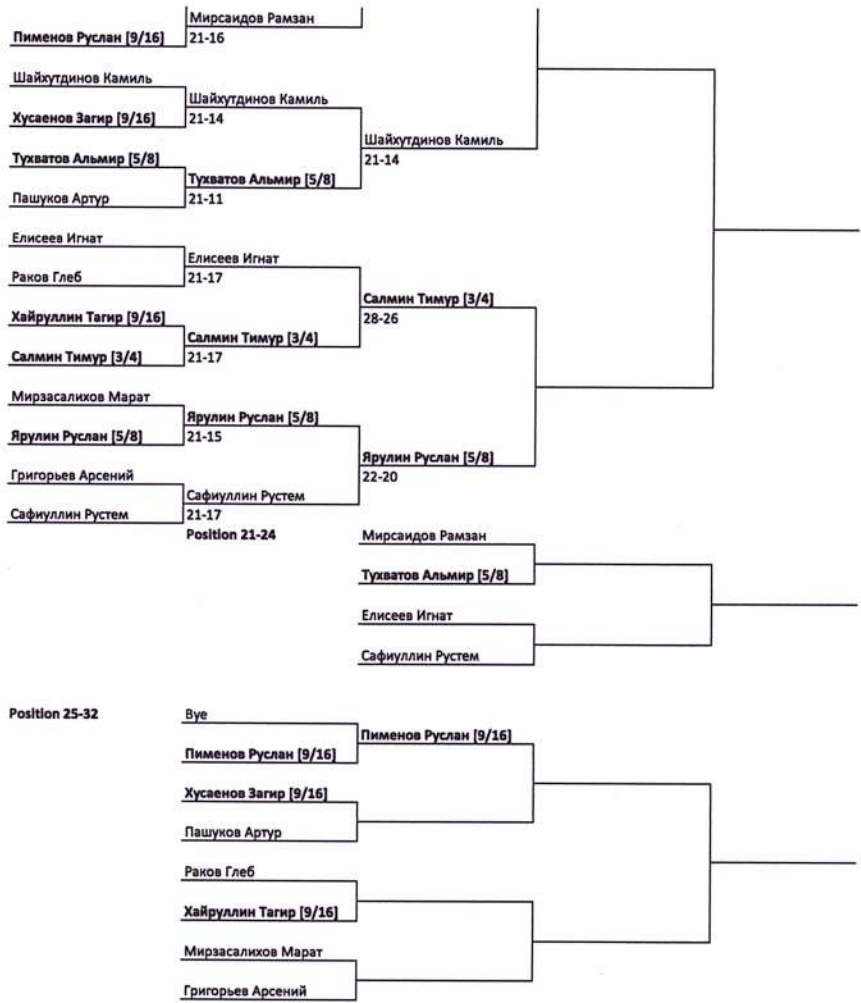 Мирсаидов Рамзан
Пименов Руслан [9/16]
21-16
Шайхутдинов Камиль
Шайхутдинов Камиль
Хусаенов Загир [9/16]
21-14
Шайхутдинов Камиль
21-14
Тухватов Альмир [5/8]
Тухватов Альмир [5/8]
Пашуков Артур
21-11
Елисеев Игнат
Елисеев Игнат
Раков Глеб
21-17
Салмин Тимур [3/4]
28-26
Хайруллин Тагир [9/16]
Салмин Тимур [3/4]
Салмин Тимур [3/4]
21-17
Мирзасалихов Марат
Ярулин Руслан [5/8]
Ярулин Руслан [5/8]
21-15
Ярулин Руслан [5/8]
22-20
Григорьев Арсений
Сафиуллин Рустем
Сафиуллин Рустем
21-17
Position 21-24
Мирсаидов Рамзан
Тухватов Альмир [5/8]
Елисеев Игнат
Сафиуллин Рустем
Position 25-32
Bye
Пименов Руслан [9/16]
Пименов Руслан [9/16]
Хусаенов Загир [9/16]
Пашуков Артур
Раков Глеб
Хайруллин Тагир [9/16]
Мирзасалихов Марат
Григорьев Арсений